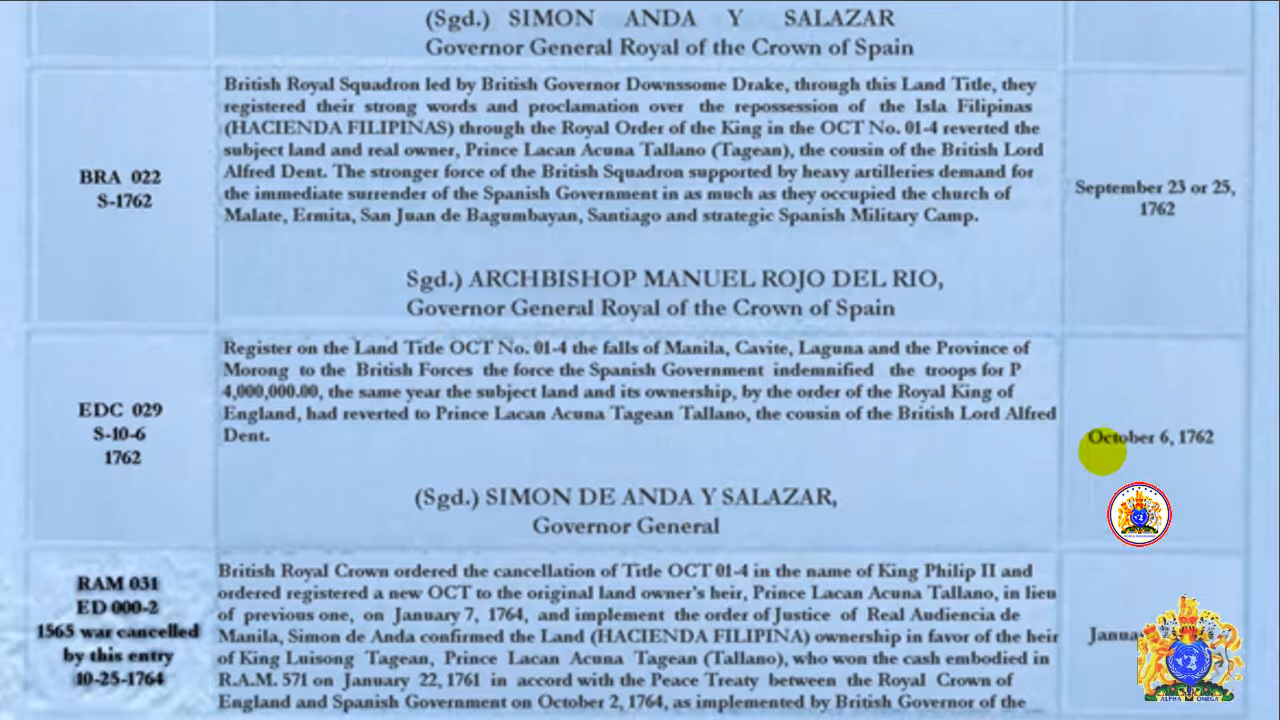 (Sgd.) SIMON ANDA Y SALAZAR
Governor General Royal of the Crown of Spain
BRA 022
S-1762
British Royal Squadron led by British Governor Downssome Drake, through this Land Title, they
registered their strong words and proclamation over the repossession of the Isla Filipinas
(HACIENDA FILIPINAS) through the Royal Order of the King in the OCT No. 01-4 reverted the
subject land and real owner, Prince Lacan Acuna Tallano (Tagean), the cousin of the British Lord
Alfred Dent. The stronger force of the British Squadron supported by heavy artilleries demand for
the immediate surrender of the Spanish Government in as much as they occupied the church of
Malate, Ermita, San Juan de Bagumbayan, Santiago and strategic Spanish Military Camp.
Sgd.) ARCHBISHOP MANUEL ROJO DEL RIO,
Governor General Royal of the Crown of Spain
September 23 or 25,
1762
EDC 029
S-10-6
1762
Register on the Land Title OCT No. 01-4 the falls of Manila, Cavite, Laguna and the Province of
Morong to the British Forces the force the Spanish Government indemnified the troops for P
4,000,000.00, the same year the subject land and its ownership, by the order of the Royal King of
England, had reverted to Prince Lacan Acuna Tagean Tallano, the cousin of the British Lord Alfred
Dent.
(Sgd.) SIMON DE ANDA Y SALAZAR,
Governor General
October 6, 1762
RAM 031
ED 000-2
1565 war cancelled
by this entry
10-25-1764
British Royal Crown ordered the cancellation of Title OCT 01-4 in the name of King Philip II and
ordered registered a new OCT to the original land owner's heir, Prince Lacan Acuna Tallano, in lieu
of previous one, on January 7, 1764, and implement the order of Justice of Real Audiencia de
Manila, Simon de Anda confirmed the Land (HACIENDA FILIPINA) ownership in favor of the heir
of King Luisong Tagean, Prince Lacan Acuna Tagean (Tallano), who won the cash embodied in
R.A.M. 571 on January 22, 1761 in accord with the Peace Treaty between the Royal Crown of
England and Spanish Government on October 2, 1764, as implemented by British Governor of the
Janua
ALPHA OMEGA